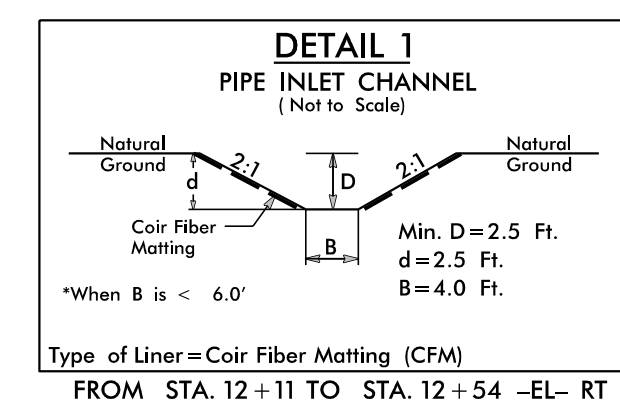 DETAIL 1
PIPE INLET CHANNEL
( Not to Scale)
Natural
Ground
Natural
Ground
2:1
2:1
d
D
Coir Fiber
Matting
B
Min. D=2.5 Ft.
d=2.5 Ft.
B=4.0 Ft.
*When B is < 6.0'
Type of Liner=Coir Fiber Matting (CFM)
FROM STA. 12+11 TO STA. 12+54 -EL- RT